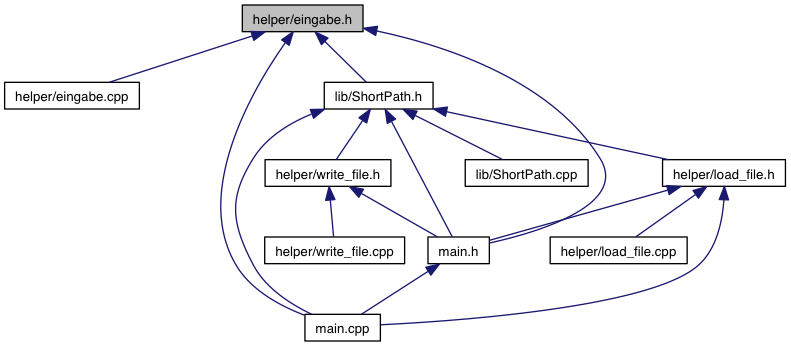 helper/eingabe.h
helper/eingabe.cpp
lib/ShortPath.h
helper/write_file.h
lib/ShortPath.cpp
helper/load_file.h
helper/write_file.cpp
main.h
helper/load_file.cpp
main.cpp